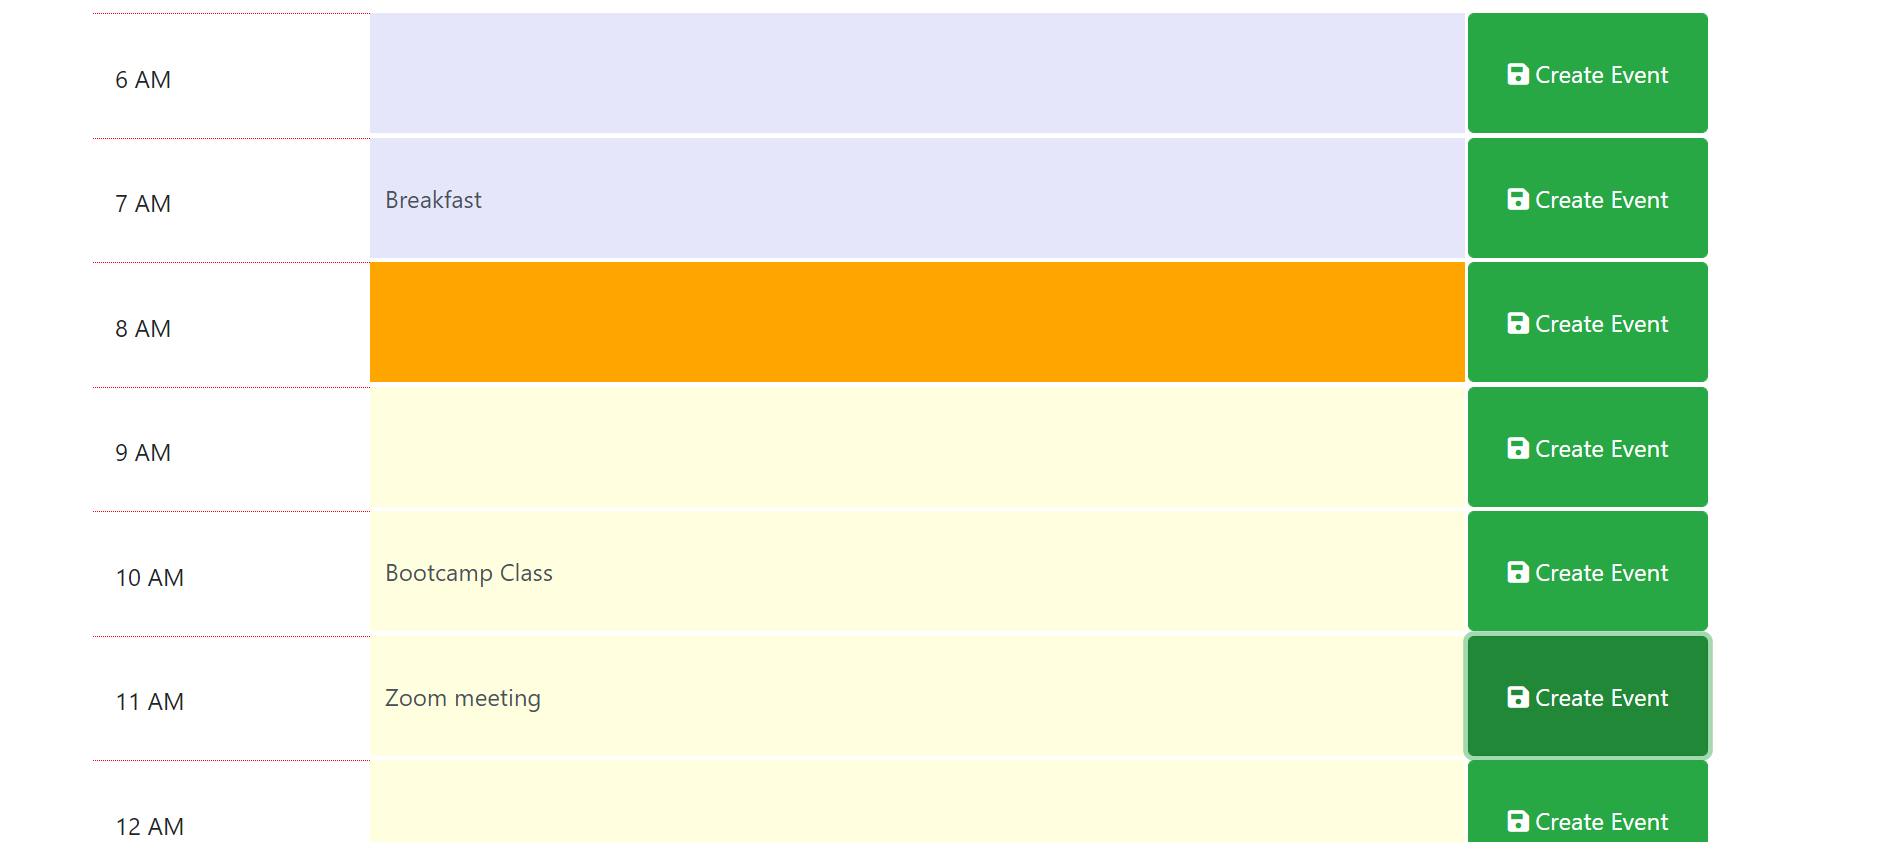 6 AM
Create Event
7 AM
Breakfast
Create Event
8 AM
Create Event
9 AM
Create Event
10 AM
Bootcamp Class
Create Event
11 AM
Zoom meeting
Create Event
12 AM
Create Event